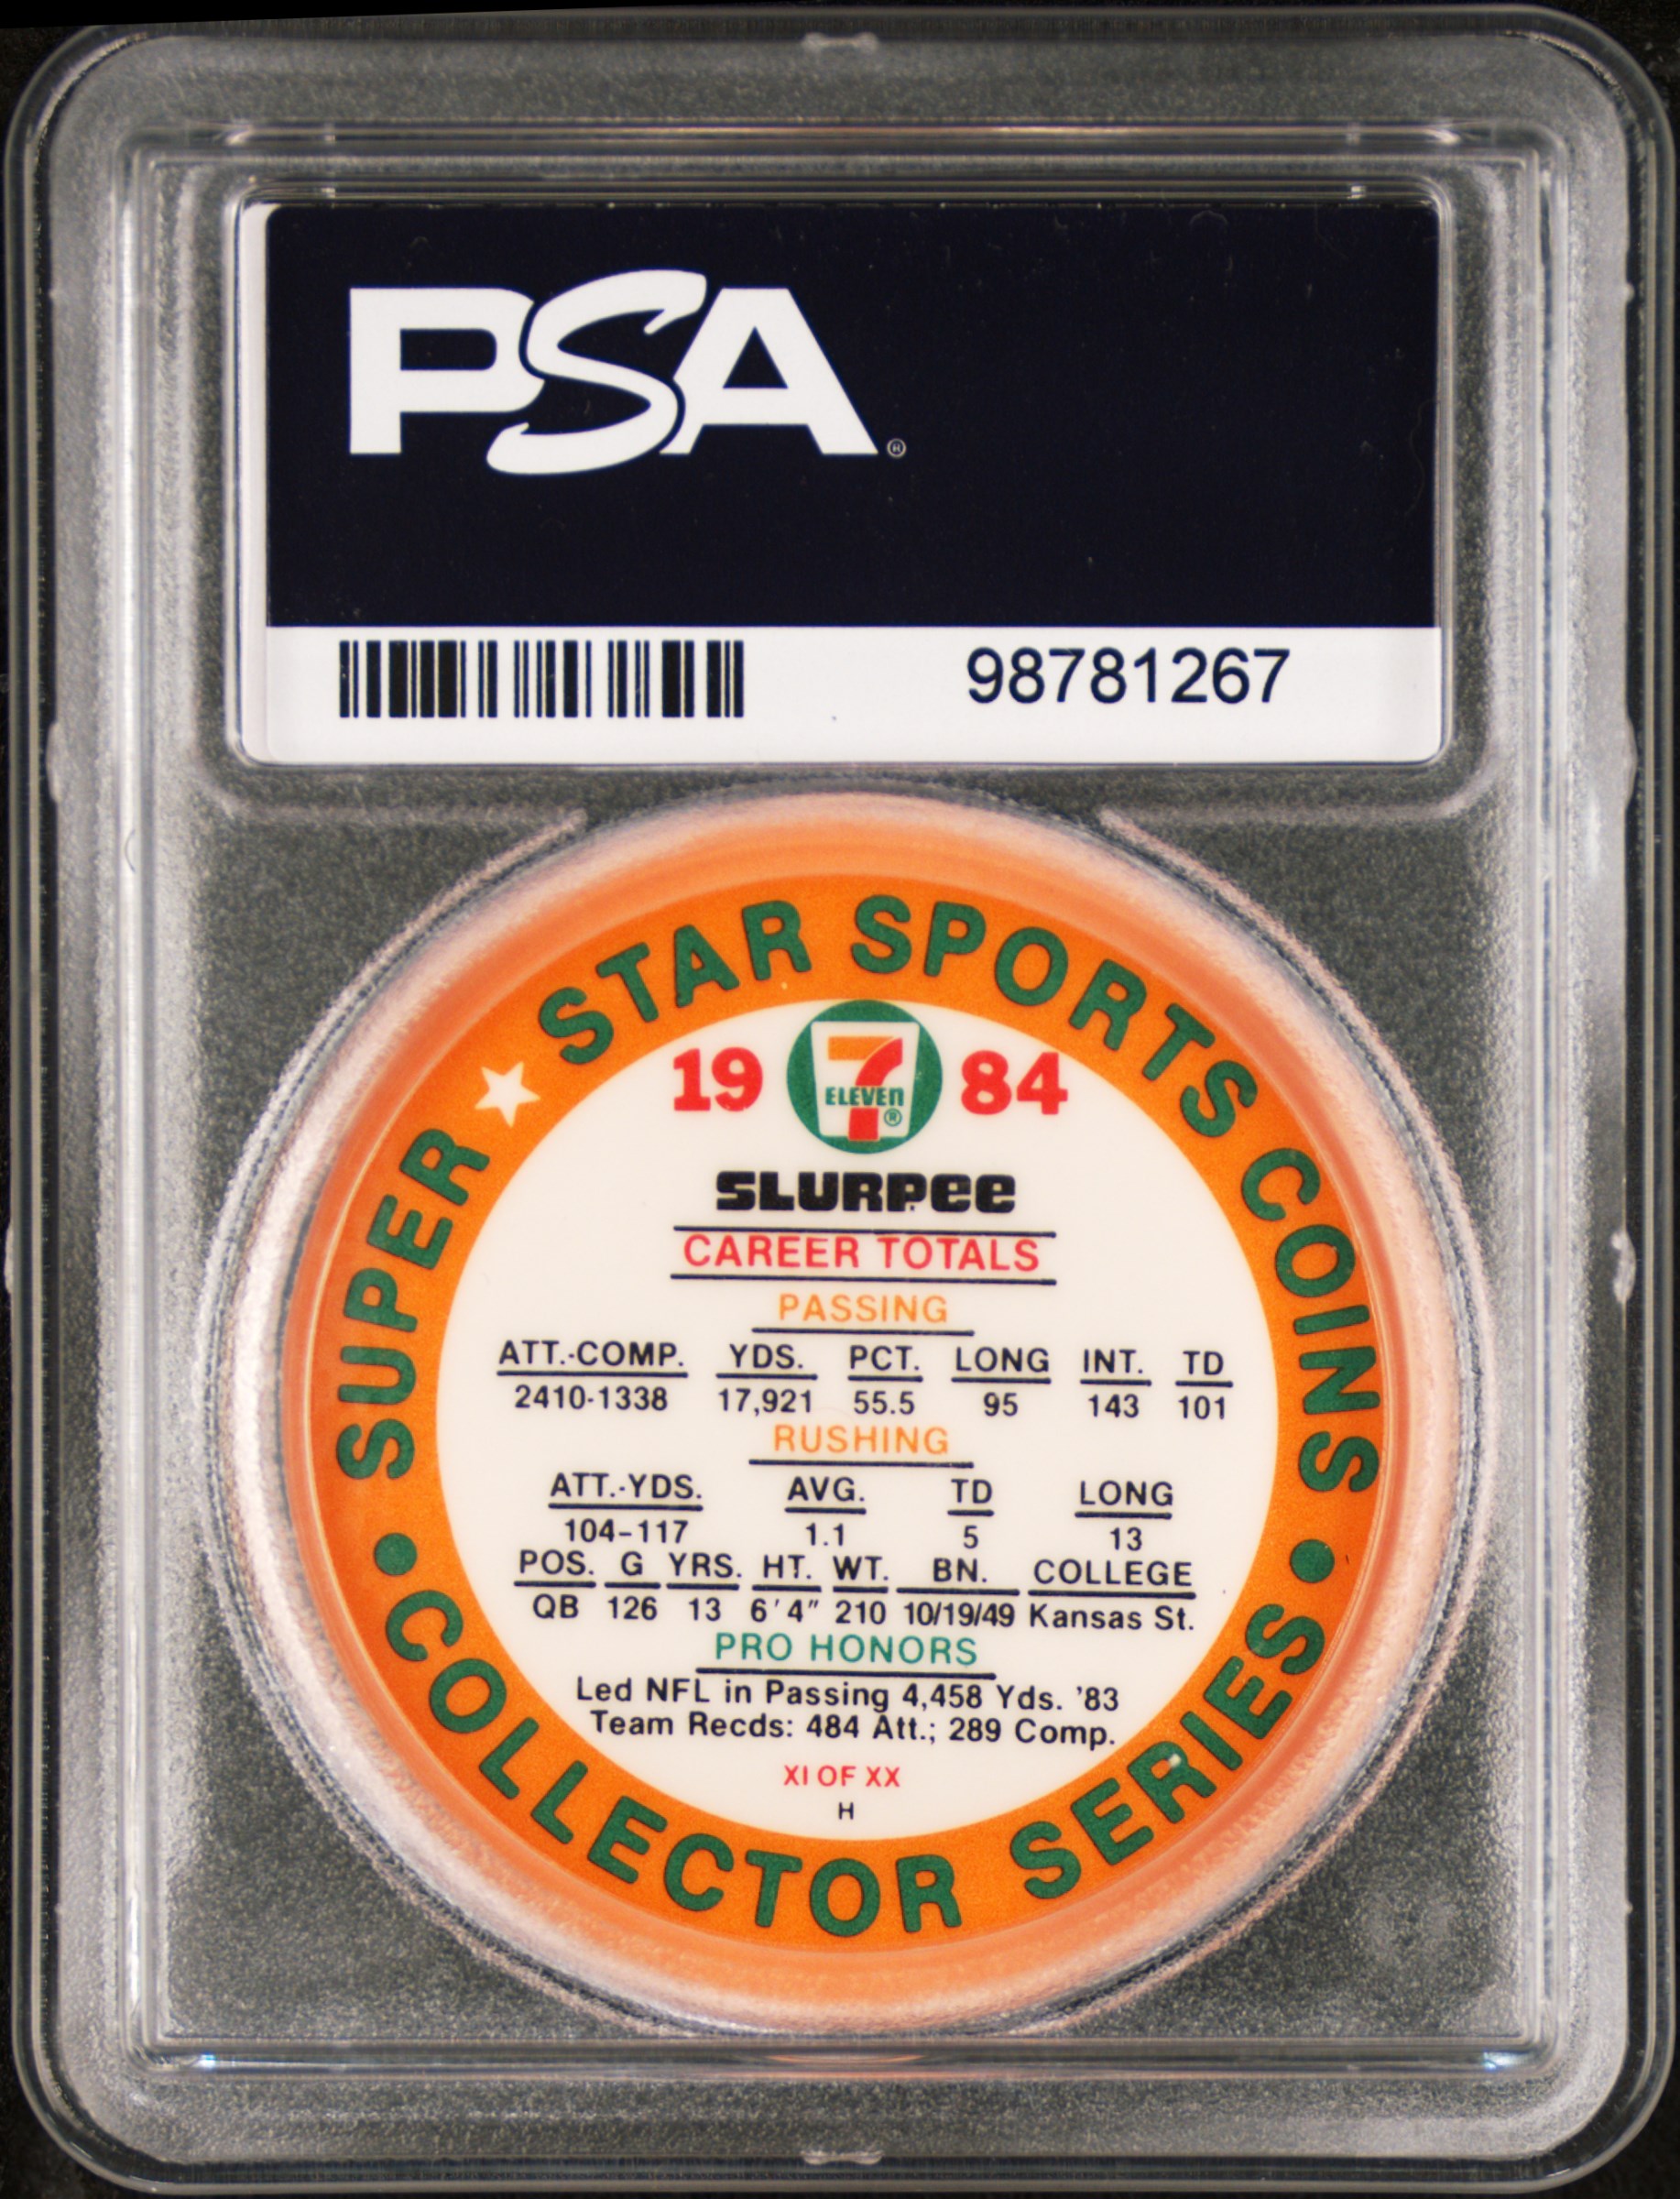 PSA®
98781267
SUPER ★ STAR SPORTS COINS
19 7 ELEVEn ® 84
SLURPEE
CAREER TOTALS
PASSING
ATT.-COMP. YDS. PCT. LONG INT. TD
2410-1338 17,921 55.5 95 143 101
RUSHING
ATT.-YDS. AVG. TD LONG
104-117 1.1 5 13
POS. G YRS. HT. WT. BN. COLLEGE
QB 126 13 6'4" 210 10/19/49 Kansas St.
PRO HONORS
Led NFL in Passing 4,458 Yds. '83
Team Recds: 484 Att.; 289 Comp.
XI OF XX
H
• COLLECTOR SERIES •